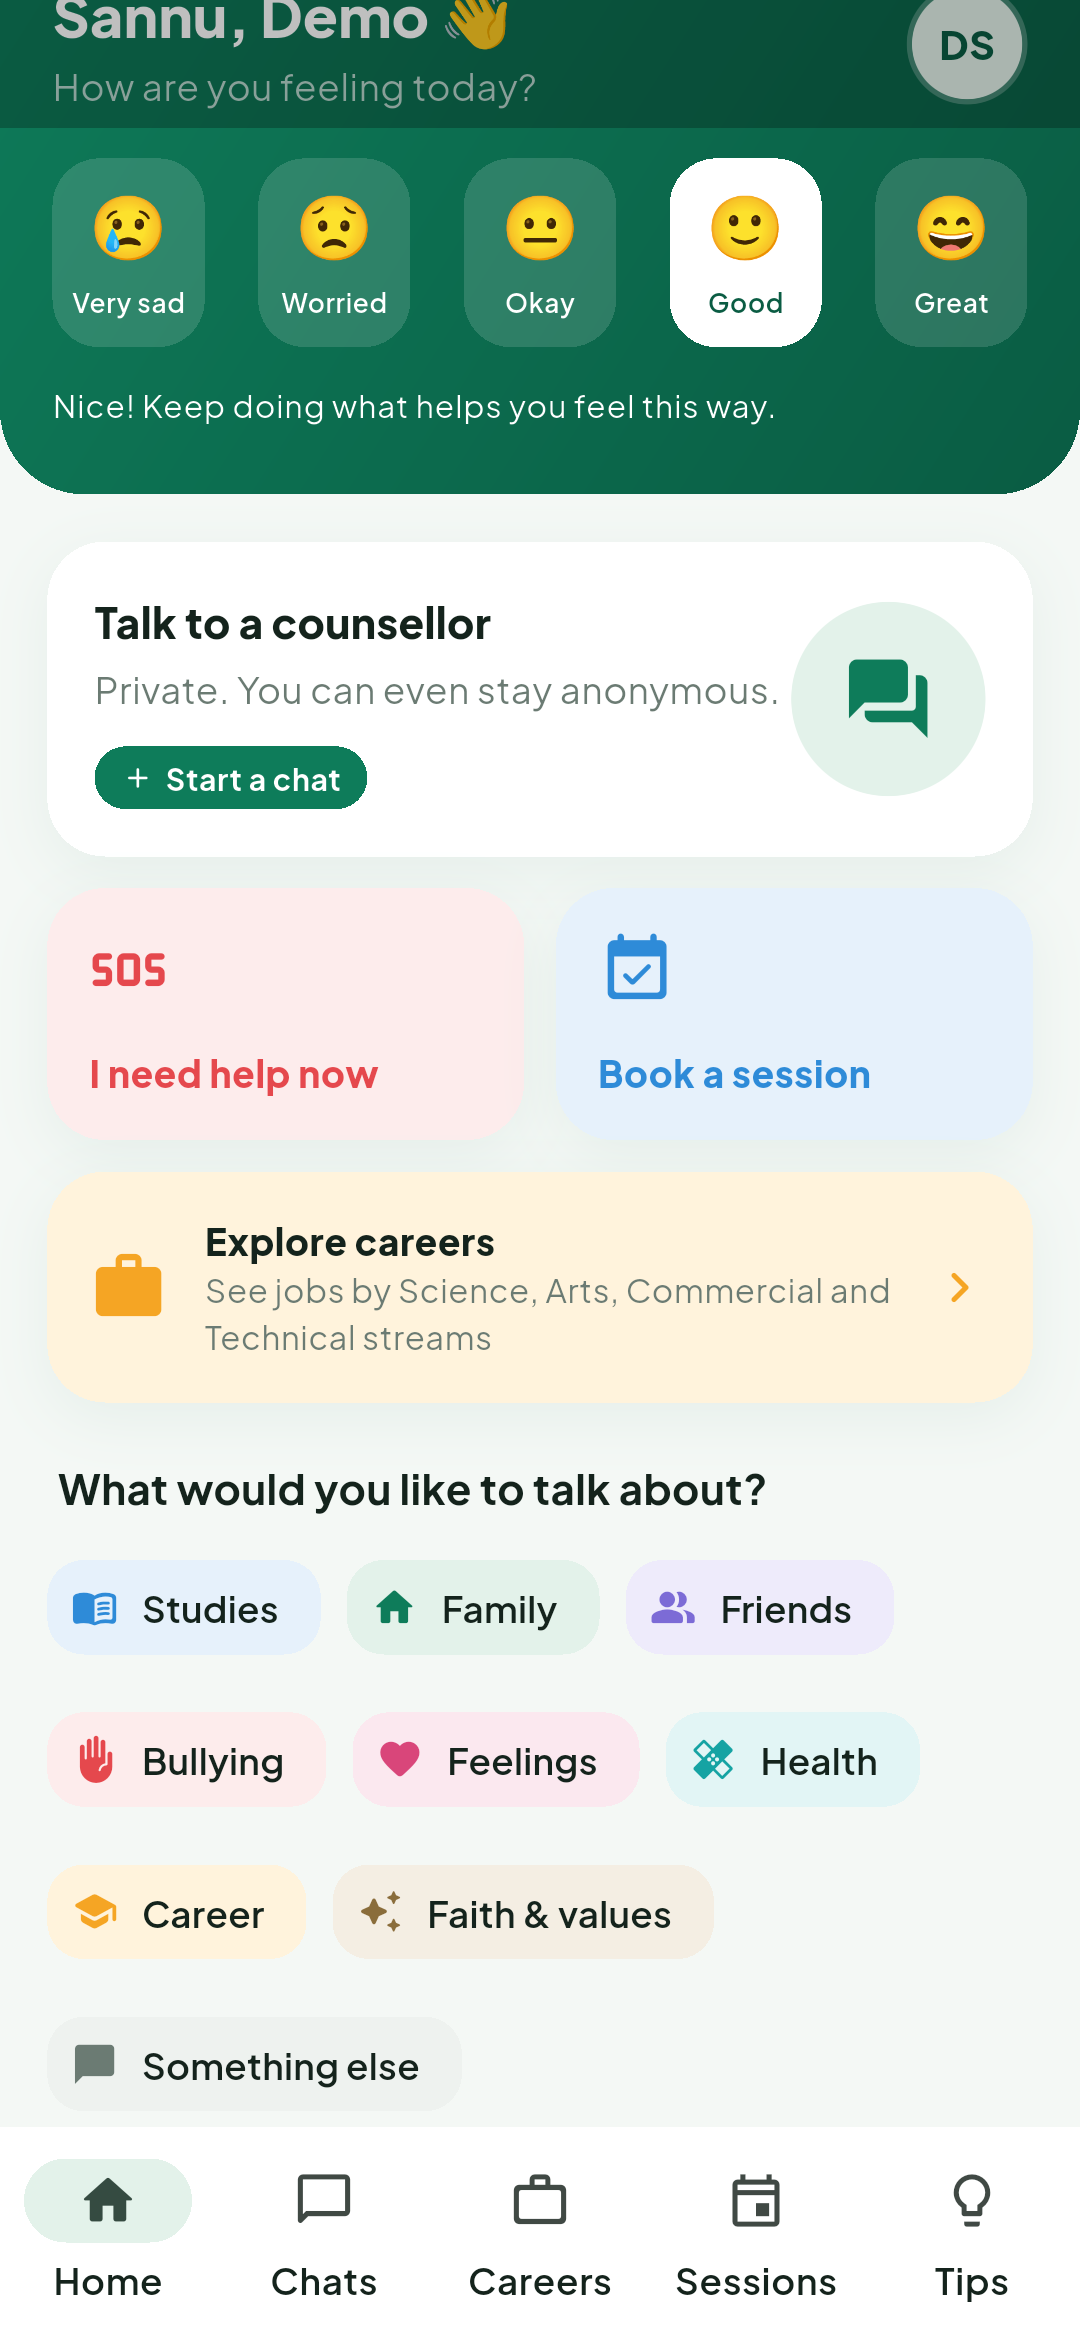 Sannu, Demo 👋
DS
How are you feeling today?
Very sad
Worried
Okay
Good
Great
Nice! Keep doing what helps you feel this way.
Talk to a counsellor
Private. You can even stay anonymous.
+ Start a chat
SOS
I need help now
Book a session
Explore careers
See jobs by Science, Arts, Commercial and
Technical streams
What would you like to talk about?
Studies
Family
Friends
Bullying
Feelings
Health
Career
Faith & values
Something else
Home
Chats
Careers
Sessions
Tips